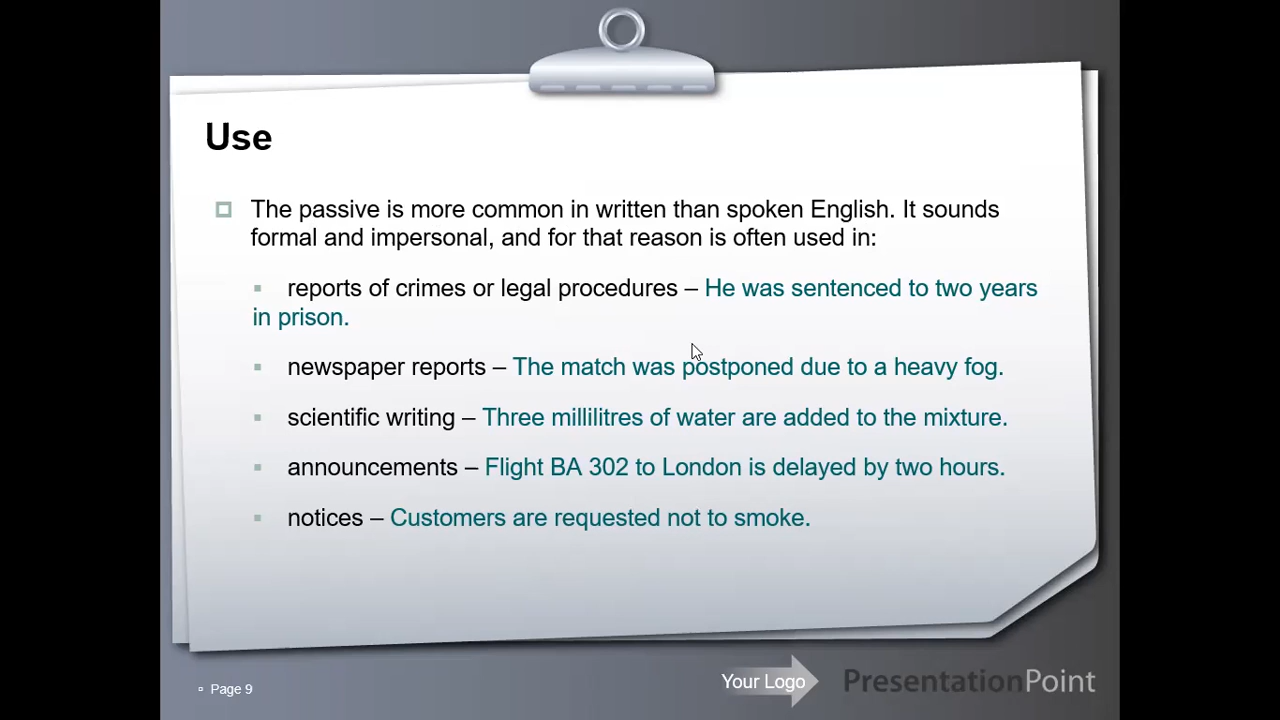 Use
The passive is more common in written than spoken English. It sounds
formal and impersonal, and for that reason is often used in:
reports of crimes or legal procedures – He was sentenced to two years
in prison.
newspaper reports – The match was postponed due to a heavy fog.
scientific writing – Three millilitres of water are added to the mixture.
announcements – Flight BA 302 to London is delayed by two hours.
notices – Customers are requested not to smoke.
Page 9
Your Logo
PresentationPoint